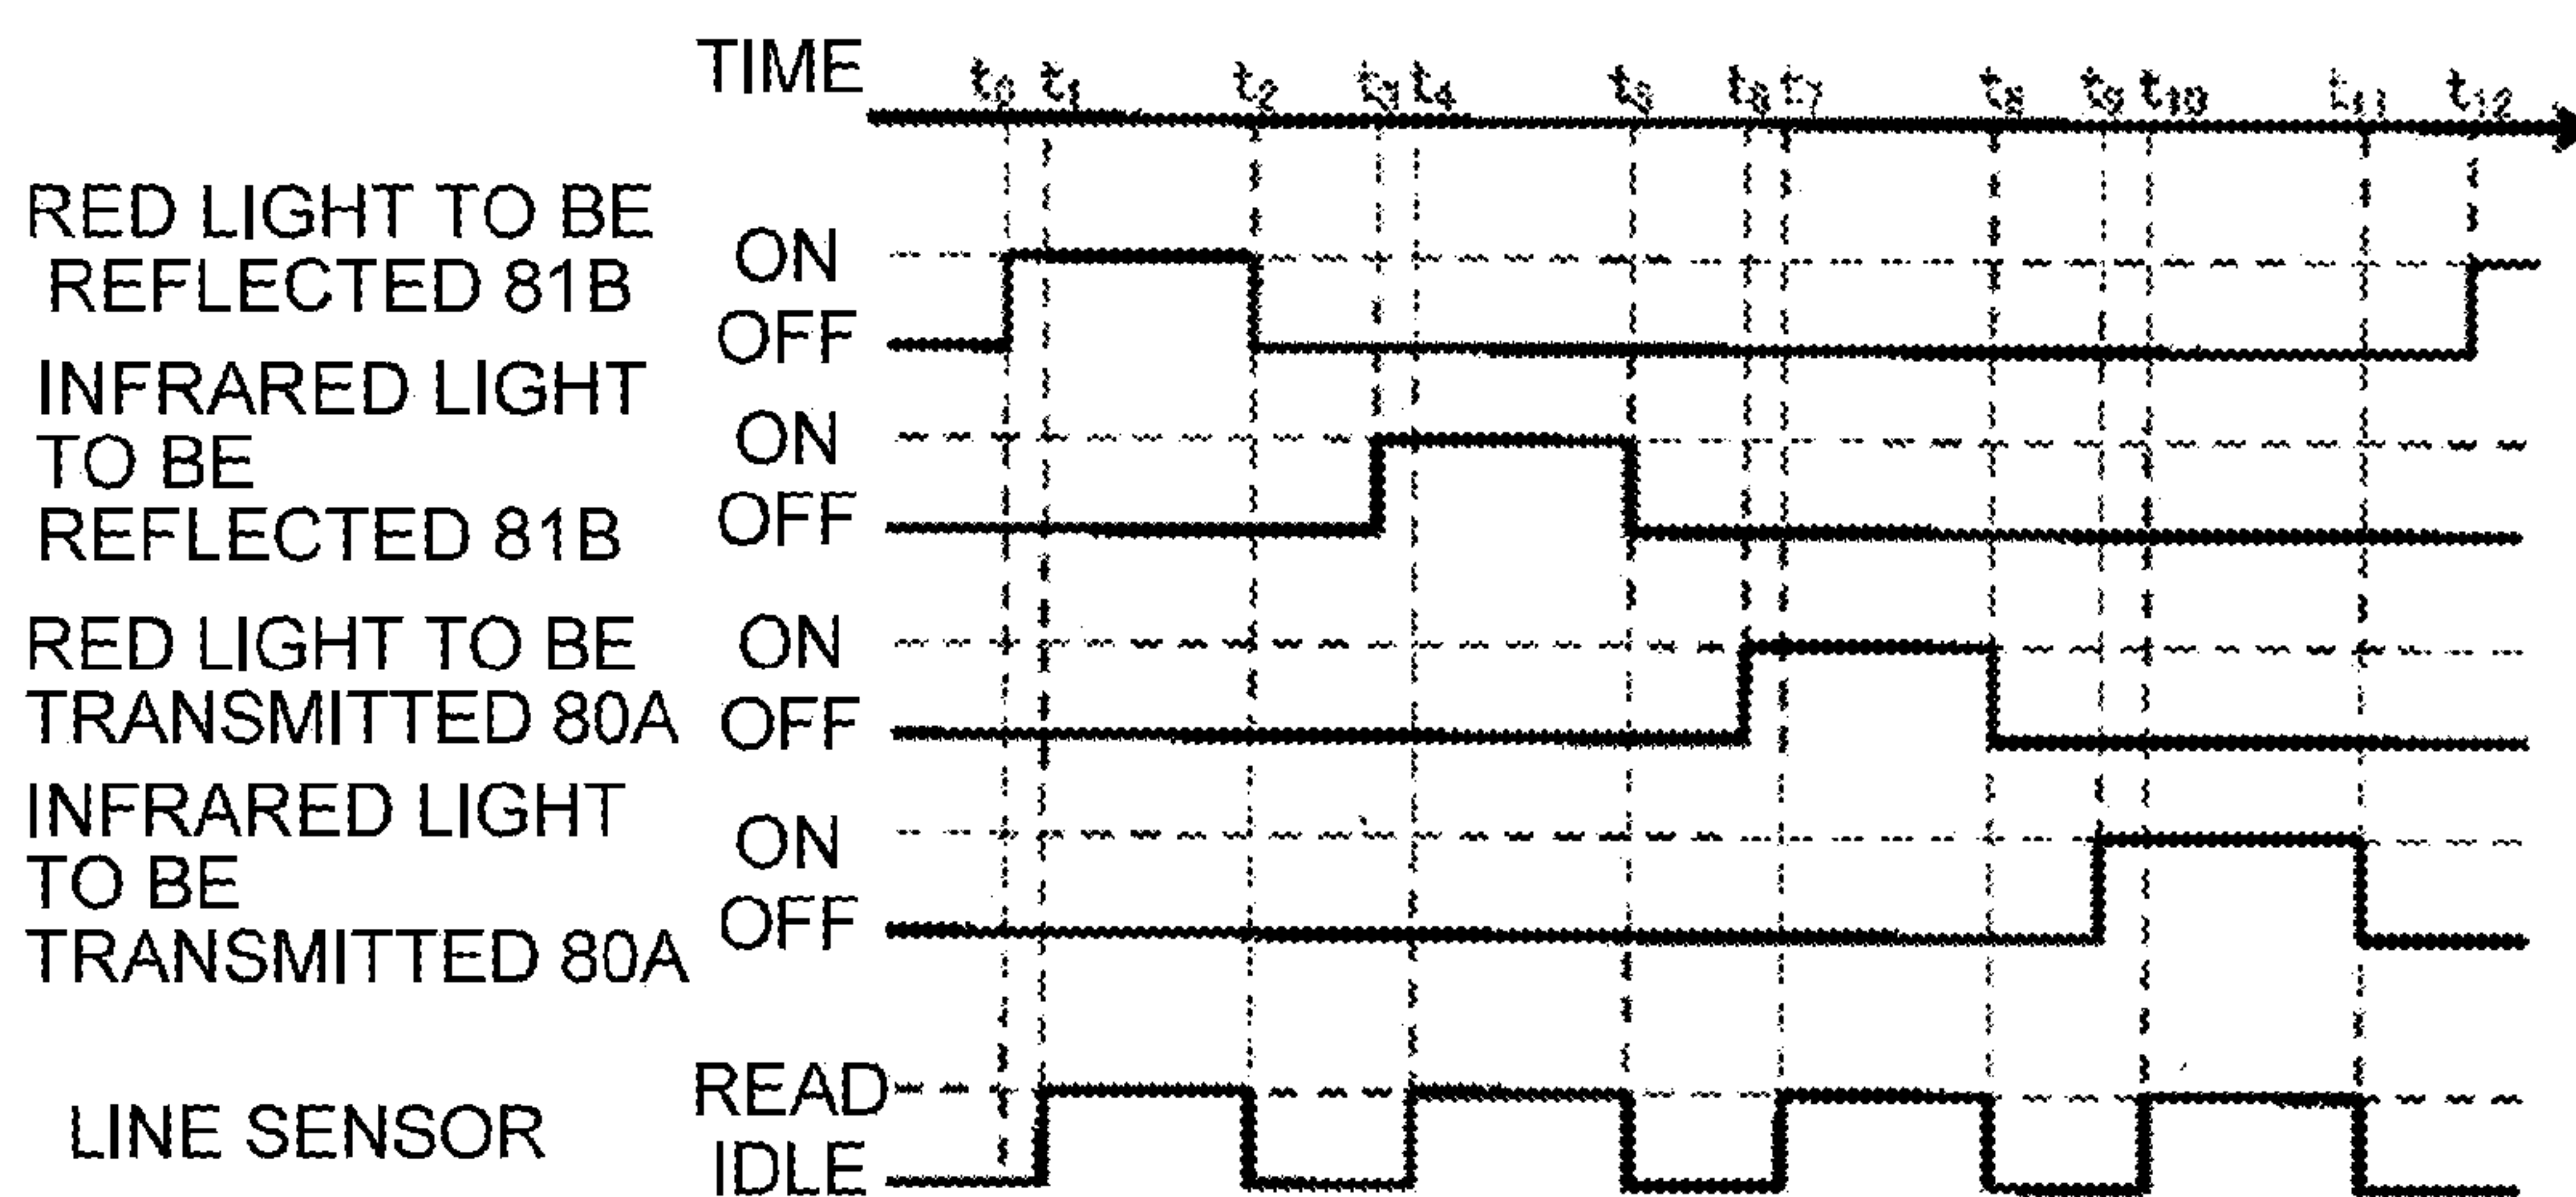 TIME t0 t1 t2 t3 t4 t5 t6 t7 t8 t9 t10 t11 t12
RED LIGHT TO BE
REFLECTED 81B
ON
OFF
INFRARED LIGHT
TO BE
REFLECTED 81B
ON
OFF
RED LIGHT TO BE
TRANSMITTED 80A
ON
OFF
INFRARED LIGHT
TO BE
TRANSMITTED 80A
ON
OFF
LINE SENSOR
READ
IDLE